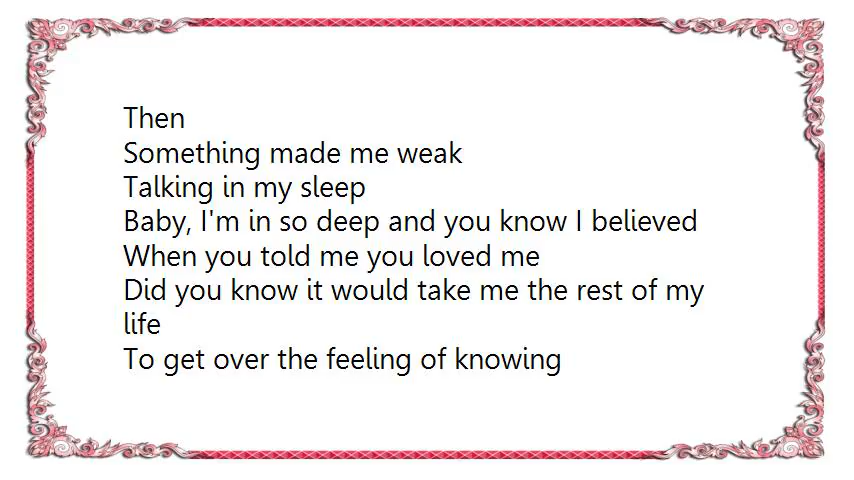 Then
Something made me weak
Talking in my sleep
Baby, I'm in so deep and you know I believed
When you told me you loved me
Did you know it would take me the rest of my
life
To get over the feeling of knowing